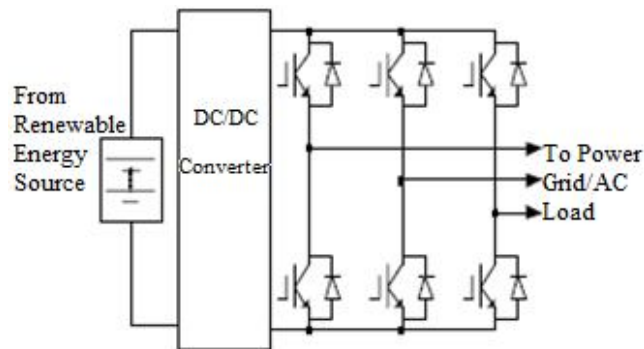 From
Renewable
Energy
Source
DC/DC
Converter
To Power
Grid/AC
Load